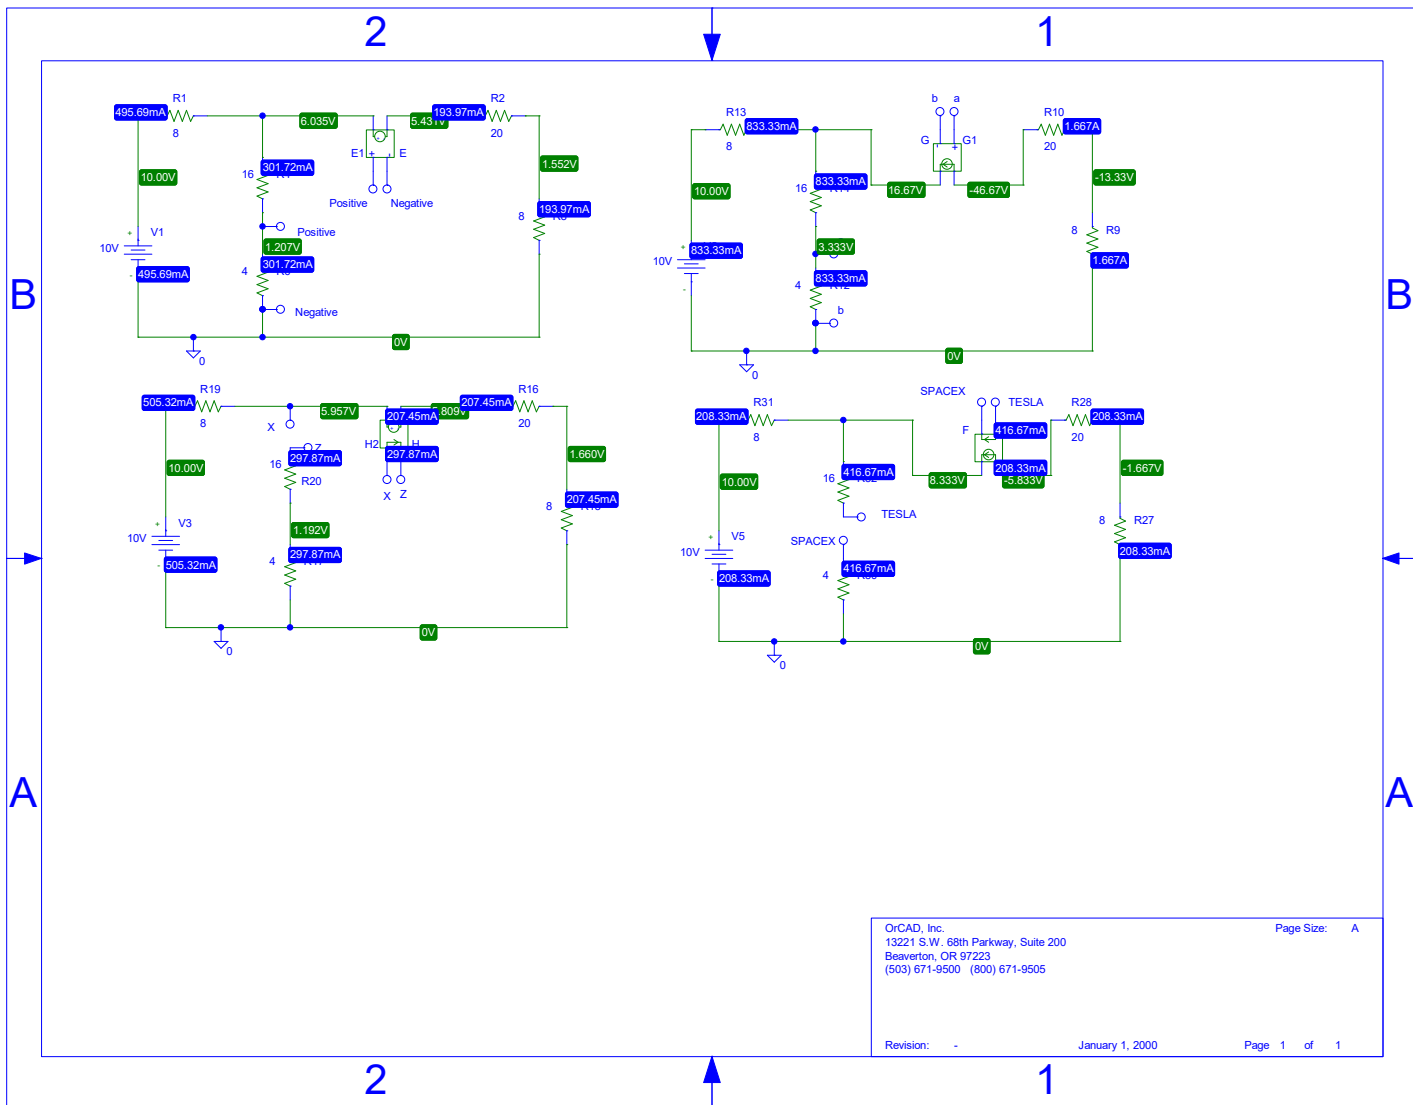 2
1
B
B
A
A
495.69mA
R1
8
6.035V
193.97mA
R2
20
E1
E
+
-
Positive
Negative
10.00V
301.72mA
16
1.552V
193.97mA
8
V1
10V
+
-
495.69mA
Positive
1.207V
301.72mA
4
Negative
0V
0
R13
8
833.33mA
b
a
G
G1
R10
20
1.667A
10.00V
833.33mA
16
16.67V
-46.67V
-13.33V
10V
+
-
833.33mA
3.333V
833.33mA
4
b
8
R9
1.667A
0V
0
505.32mA
R19
8
X
5.957V
207.45mA
H2
297.87mA
X
Z
207.45mA
R16
20
10.00V
Z
297.87mA
16
R20
1.660V
207.45mA
8
V3
10V
+
-
505.32mA
1.192V
297.87mA
4
0V
0
208.33mA
R31
8
SPACEX
TESLA
F
416.67mA
208.33mA
R28
20
208.33mA
10.00V
416.67mA
16
TESLA
8.333V
-5.833V
-1.667V
V5
10V
+
-
208.33mA
SPACEX
416.67mA
4
8
R27
208.33mA
0V
0
OrCAD, Inc.
13221 S.W. 68th Parkway, Suite 200
Beaverton, OR 97223
(503) 671-9500 (800) 671-9505
Page Size: A
Revision: - January 1, 2000 Page 1 of 1
2
1